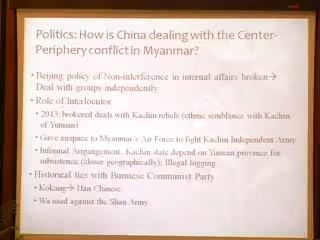 Politics: How is China dealing with the Center-
Periphery conflict in Myanmar?
• Beijing policy of Non-interference in internal affairs broken→
Deal with groups independently
• Role of Interlocutor
• 2013: brokered deals with Kachin rebels (ethnic semblance with Kachin
of Yunnan)
• Gave airspace to Myanmar's Air Force to fight Kachin Independent Army
• Informal Arrangement: Kachin state depend on Yunnan province for
subsistence (closer geographically); Illegal logging
• Historical ties with Burmese Communist Party
• Kokang→ Han Chinese
• Wa used against the Shan Army